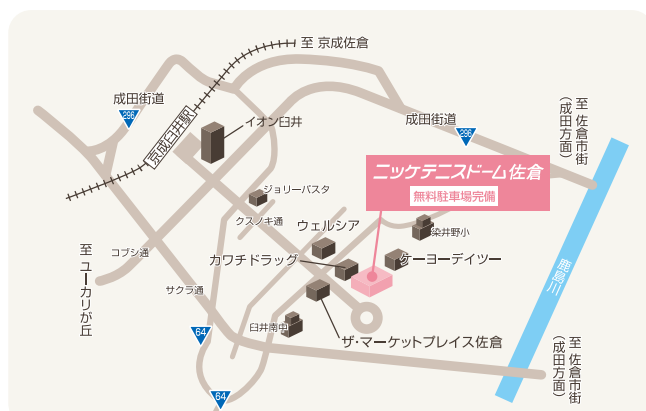 至 京成佐倉
成田街道
296
京成臼井駅
イオン臼井
成田街道
296
至 佐倉市街
(成田方面)
ニッケテニスドーム佐倉
無料駐車場完備
ジョリーパスタ
クスノキ通
ウェルシア
染井野小
コブシ通
至 ユーカリが丘
カワチドラッグ
ケーヨーデイツー
鹿島川
サクラ通
臼井南中
64
ザ・マーケットプレイス佐倉
至 佐倉市街
(成田方面)
64